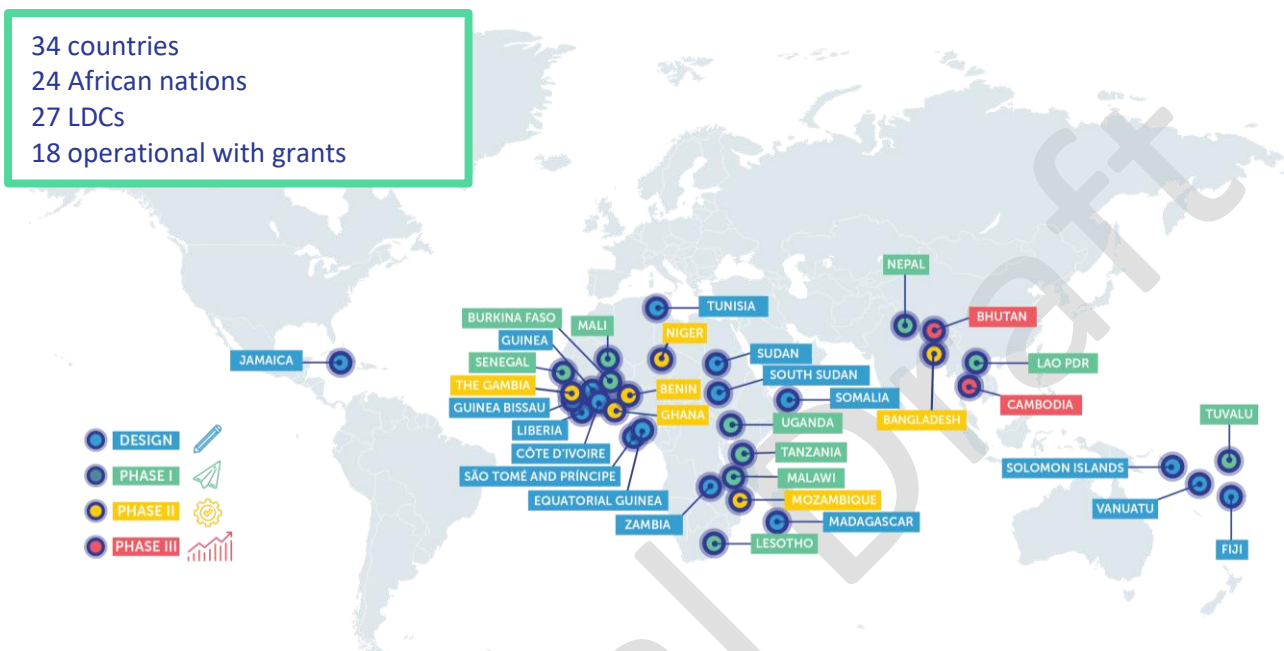 34 countries
24 African nations
27 LDCs
18 operational with grants
NEPAL
TUNISIA
BURKINA FASO
MALI
NIGER
BHUTAN
GUINEA
JAMAICA
SENEGAL
SUDAN
LAO PDR
SOUTH SUDAN
THE GAMBIA
BENIN
SOMALIA
CAMBODIA
GUINEA BISSAU
GHANA
BANGLADESH
TUVALU
UGANDA
LIBERIA
DESIGN
CÔTE D'IVOIRE
TANZANIA
SOLOMON ISLANDS
PHASE I
SÃO TOMÉ AND PRÍNCIPE
MALAWI
EQUATORIAL GUINEA
MOZAMBIQUE
VANUATU
PHASE II
ZAMBIA
MADAGASCAR
PHASE III
LESOTHO
FIJI
l Draft